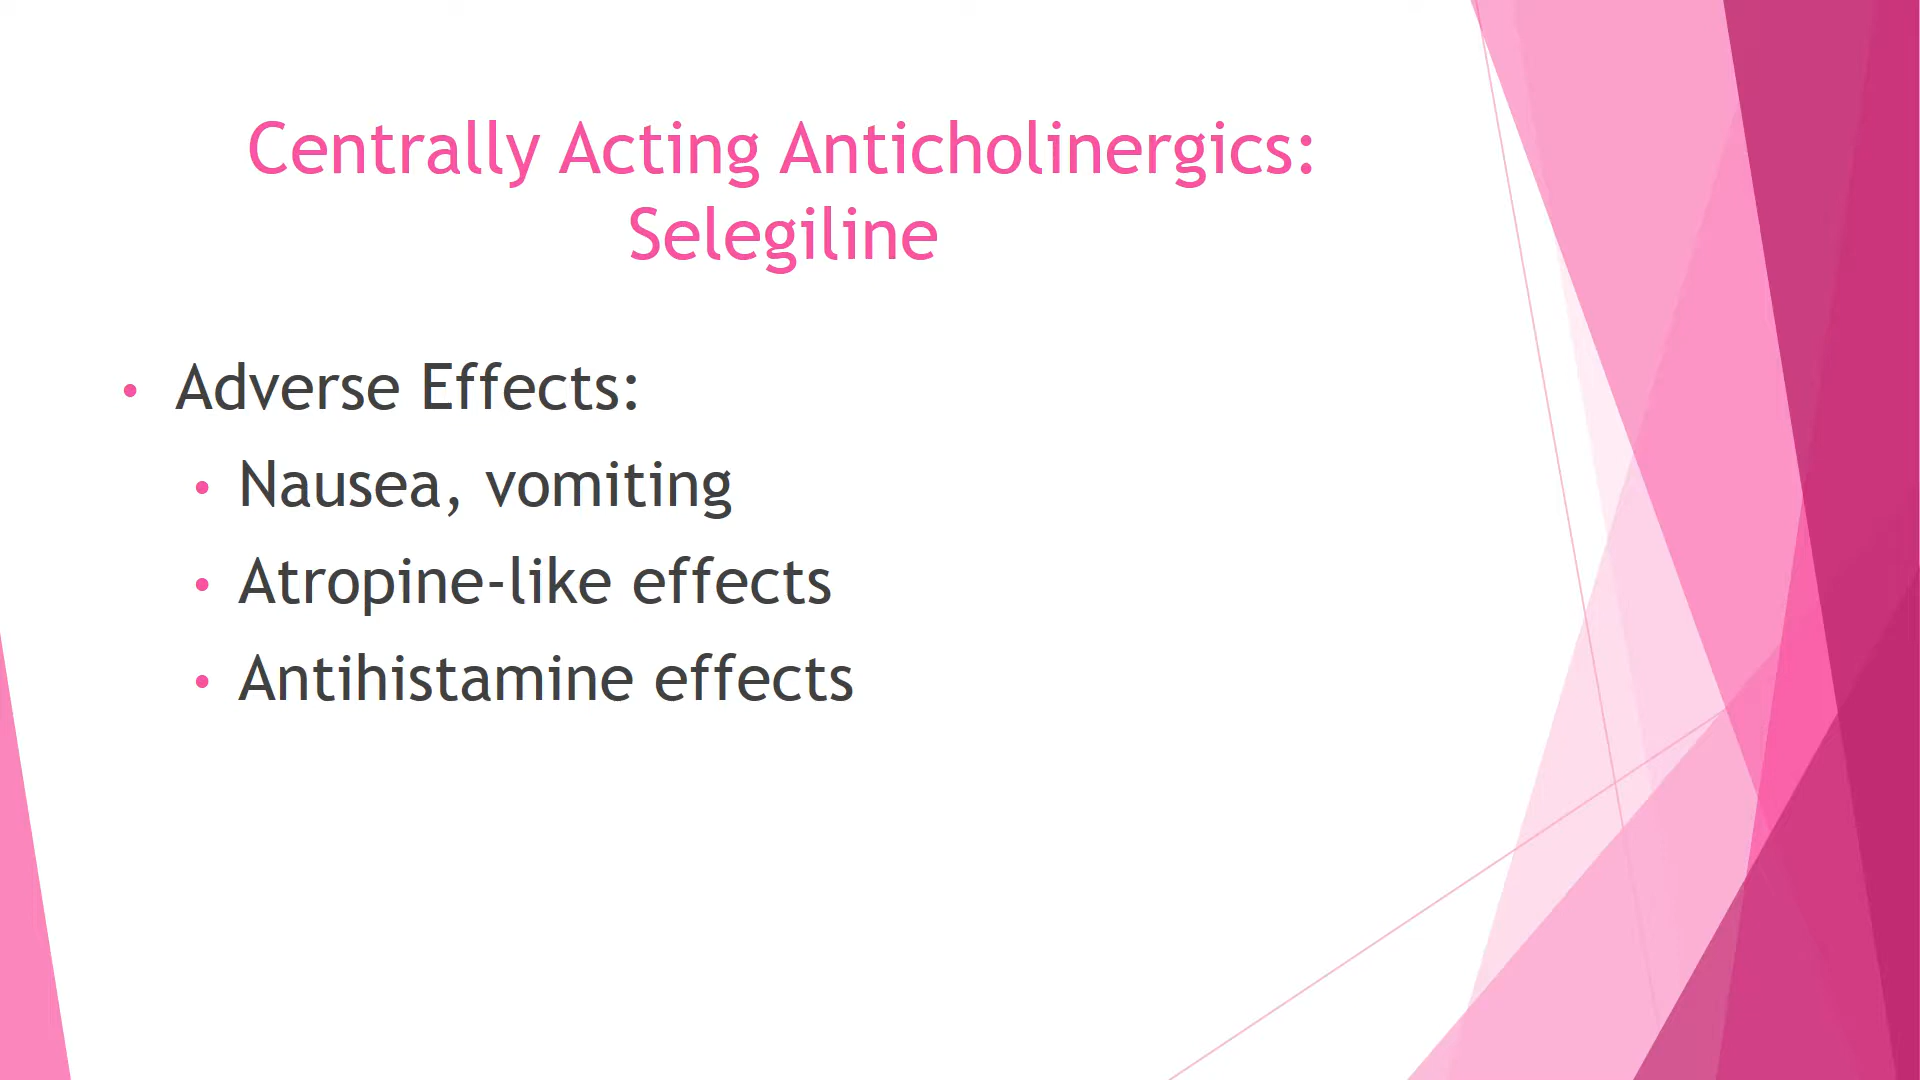 Centrally Acting Anticholinergics:
Selegiline
• Adverse Effects:
• Nausea, vomiting
• Atropine-like effects
• Antihistamine effects